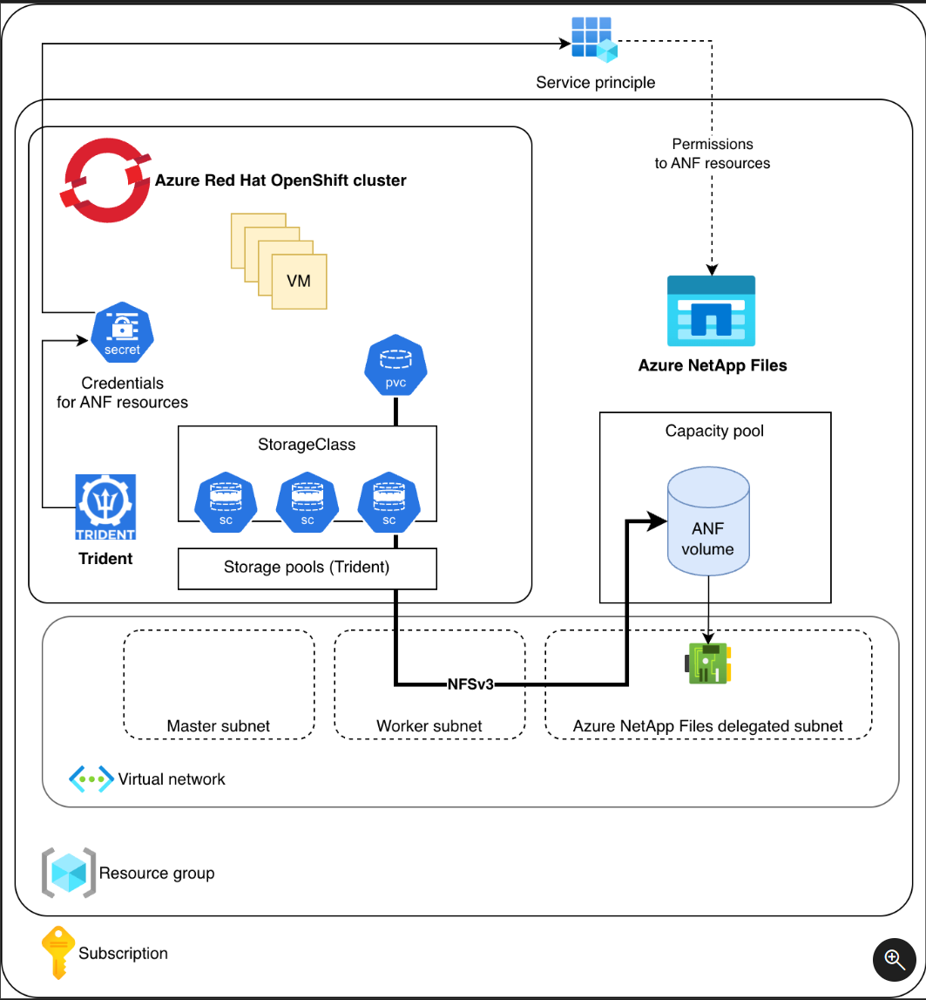 Service principle
Permissions
to ANF resources
Azure Red Hat OpenShift cluster
VM
secret
Credentials
for ANF resources
pvc
Azure NetApp Files
StorageClass
sc
sc
sc
Capacity pool
ANF
volume
TRIDENT
Trident
Storage pools (Trident)
NFSv3
Master subnet
Worker subnet
Azure NetApp Files delegated subnet
Virtual network
Resource group
Subscription